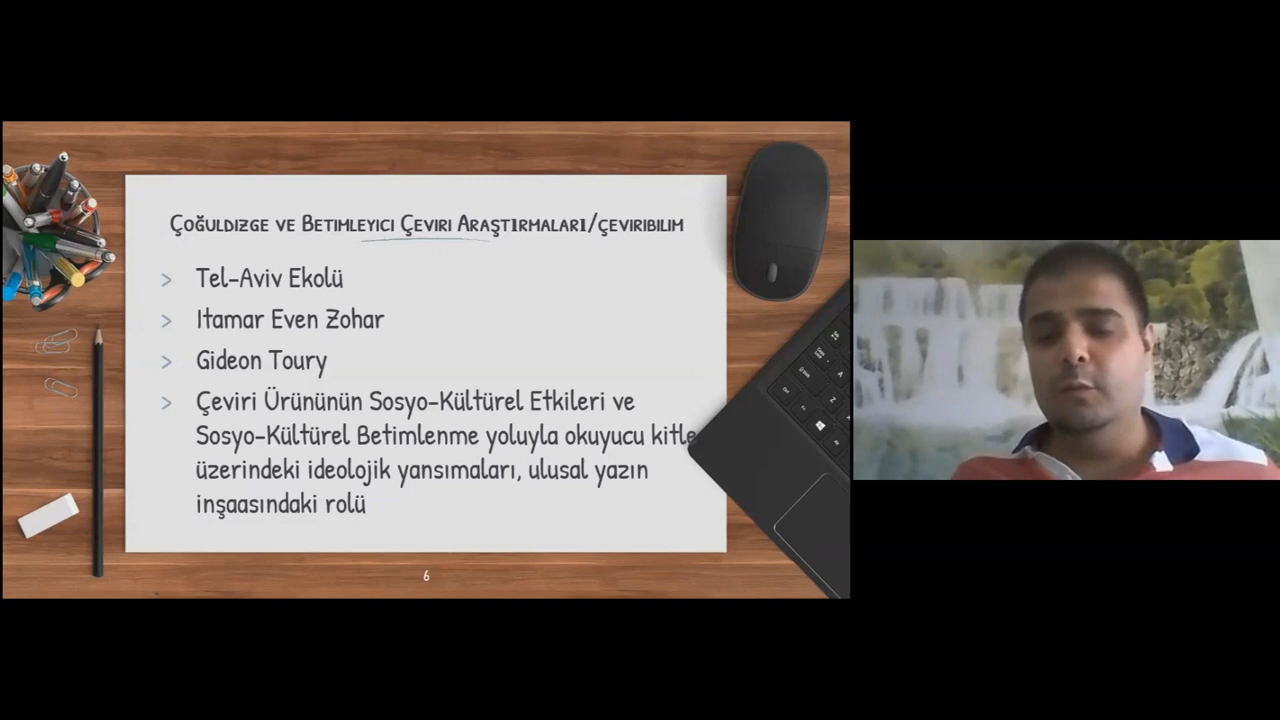 Çoğuldizge ve Betimleyici Çeviri Araştırmaları/çeviribilim
> Tel-Aviv Ekolü
> Itamar Even Zohar
> Gideon Toury
> Çeviri Ürününün Sosyo-Kültürel Etkileri ve
Sosyo-Kültürel Betimlenme yoluyla okuyucu kitle
üzerindeki ideolojik yansımaları, ulusal yazın
inşaasındaki rolü
6